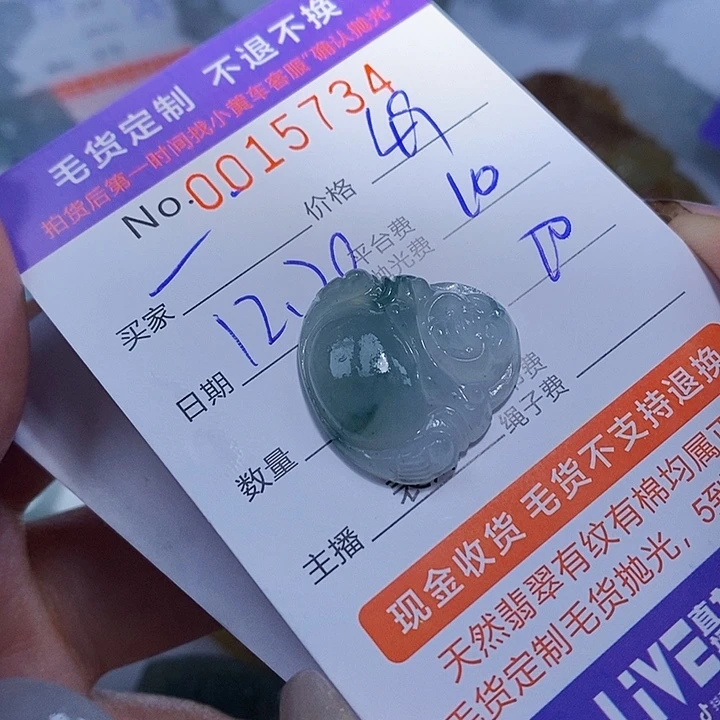 毛货定制 不退不换
拍货后第一时间找小黄车客服"确认抛光"
No.0015734
买家
价格
日期 12.20
平台费 10
抛光费
数量
绳子费
主播
现金收货 毛货不支持退换
天然翡翠有纹有棉均属
毛货定制毛货抛光，5
LiVE